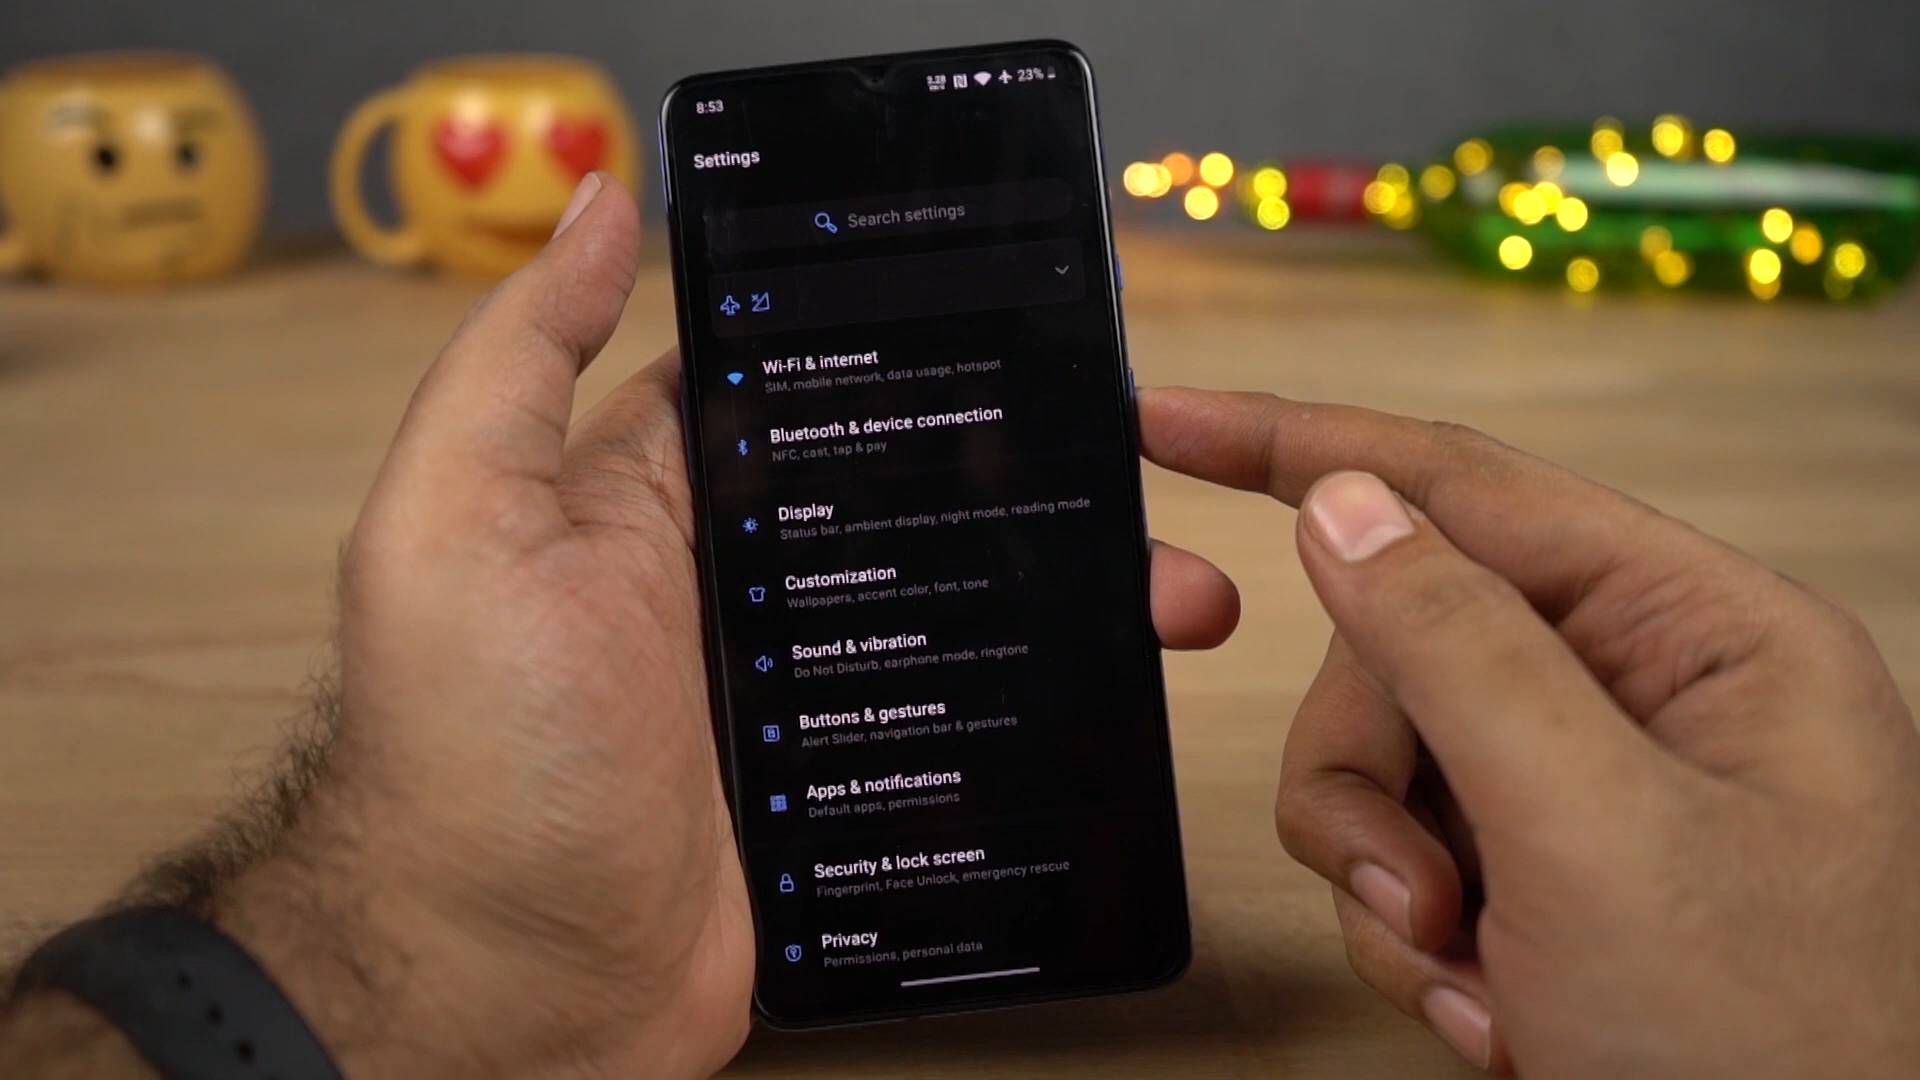 8:53
23%
Settings
Search settings
Wi-Fi & internet
SIM, mobile network, data usage, hotspot
Bluetooth & device connection
NFC, cast, tap & pay
Display
Status bar, ambient display, night mode, reading mode
Customization
Wallpapers, accent color, font, tone
Sound & vibration
Do Not Disturb, earphone mode, ringtone
Buttons & gestures
Alert Slider, navigation bar & gestures
Apps & notifications
Default apps, permissions
Security & lock screen
Fingerprint, Face Unlock, emergency rescue
Privacy
Permissions, personal data